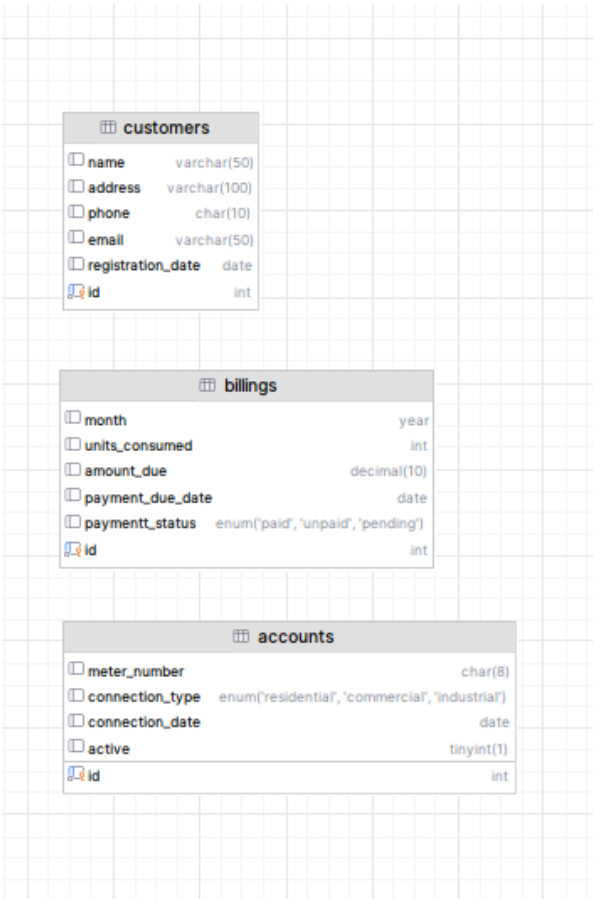 customers
name varchar(50)
address varchar(100)
phone char(10)
email varchar(50)
registration_date date
id int
billings
month year
units_consumed int
amount_due decimal(10)
payment_due_date date
paymentt_status enum('paid', 'unpaid', 'pending')
id int
accounts
meter_number char(8)
connection_type enum('residential', 'commercial', 'industrial')
connection_date date
active tinyint(1)
id int